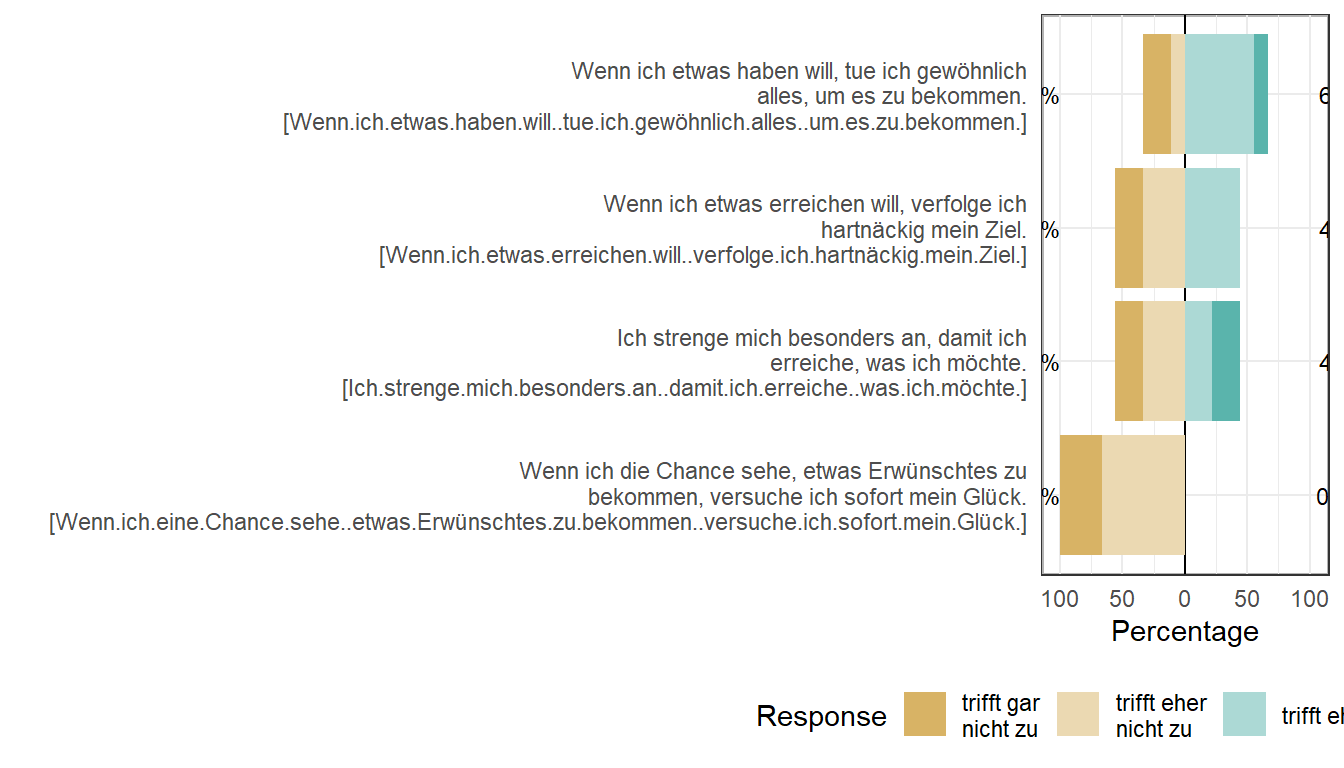 Wenn ich etwas haben will, tue ich gewöhnlich
alles, um es zu bekommen.
[Wenn.ich.etwas.haben.will..tue.ich.gewöhnlich.alles..um.es.zu.bekommen.]
%
6
Wenn ich etwas erreichen will, verfolge ich
hartnäckig mein Ziel.
[Wenn.ich.etwas.erreichen.will..verfolge.ich.hartnäckig.mein.Ziel.]
%
4
Ich strenge mich besonders an, damit ich
erreiche, was ich möchte.
[Ich.strenge.mich.besonders.an..damit.ich.erreiche..was.ich.möchte.]
%
4
Wenn ich die Chance sehe, etwas Erwünschtes zu
bekommen, versuche ich sofort mein Glück.
[Wenn.ich.eine.Chance.sehe..etwas.Erwünschtes.zu.bekommen..versuche.ich.sofort.mein.Glück.]
%
0
100 50 0 50 100
Percentage
Response
trifft gar
nicht zu
trifft eher
nicht zu
trifft